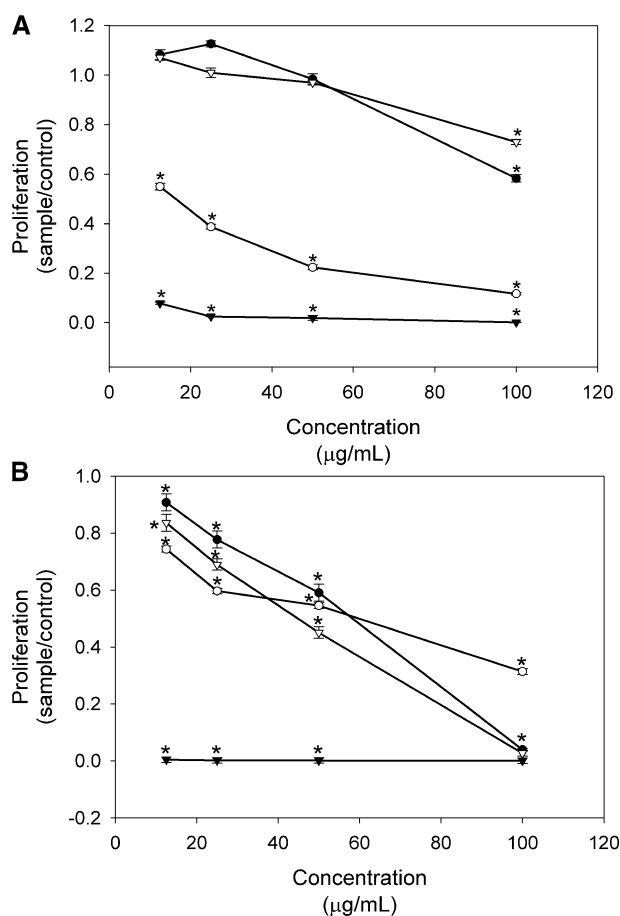 A
1.2
1.0
0.8
0.6
0.4
0.2
0.0
Proliferation
(sample/control)
* * * * * * * * * *
0 20 40 60 80 100 120
Concentration
(μg/mL)
B
1.0
0.8
0.6
0.4
0.2
0.0
-0.2
Proliferation
(sample/control)
* * * * * * * * * * * * * *
0 20 40 60 80 100 120
Concentration
(μg/mL)